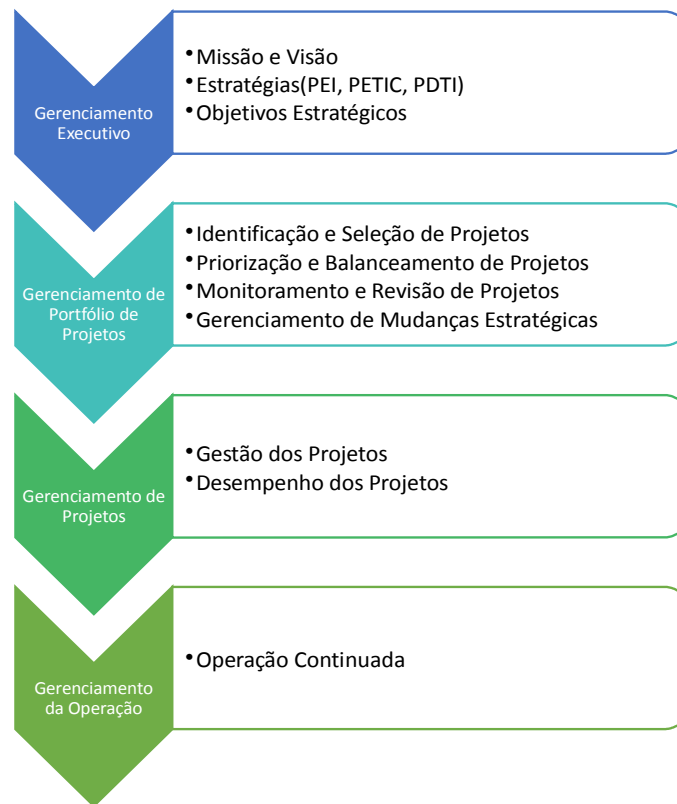 Gerenciamento
Executivo
•Missão e Visão
•Estratégias(PEI, PETIC, PDTI)
•Objetivos Estratégicos
Gerenciamento de
Portfólio de
Projetos
•Identificação e Seleção de Projetos
•Priorização e Balanceamento de Projetos
•Monitoramento e Revisão de Projetos
•Gerenciamento de Mudanças Estratégicas
Gerenciamento de
Projetos
•Gestão dos Projetos
•Desempenho dos Projetos
Gerenciamento
da Operação
•Operação Continuada